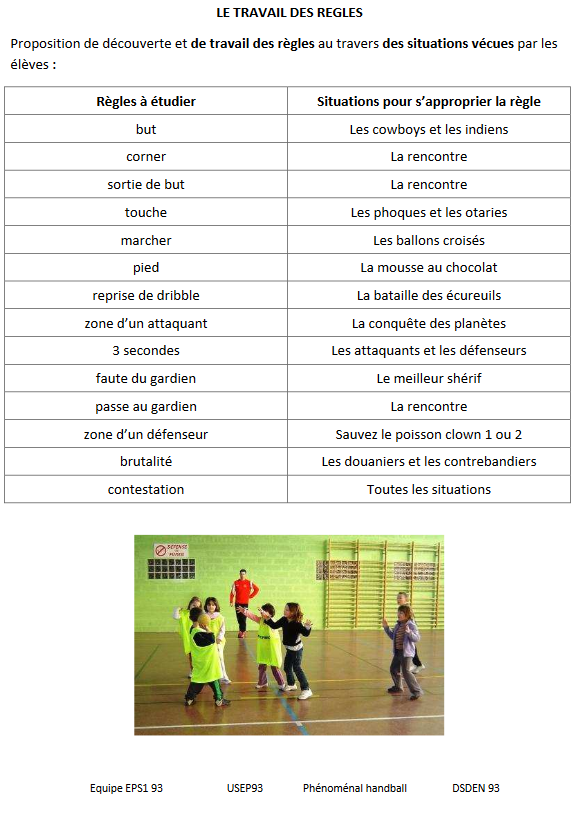 LE TRAVAIL DES REGLES
Proposition de découverte et de travail des règles au travers des situations vécues par les
élèves :
Règles à étudier Situations pour s’approprier la règle
but Les cowboys et les indiens
corner La rencontre
sortie de but La rencontre
touche Les phoques et les otaries
marcher Les ballons croisés
pied La mousse au chocolat
reprise de dribble La bataille des écureuils
zone d’un attaquant La conquête des planètes
3 secondes Les attaquants et les défenseurs
faute du gardien Le meilleur shérif
passe au gardien La rencontre
zone d’un défenseur Sauvez le poisson clown 1 ou 2
brutalité Les douaniers et les contrebandiers
contestation Toutes les situations
DEFENSE
FUMER
Equipe EPS1 93 USEP93 Phénoménal handball DSDEN 93